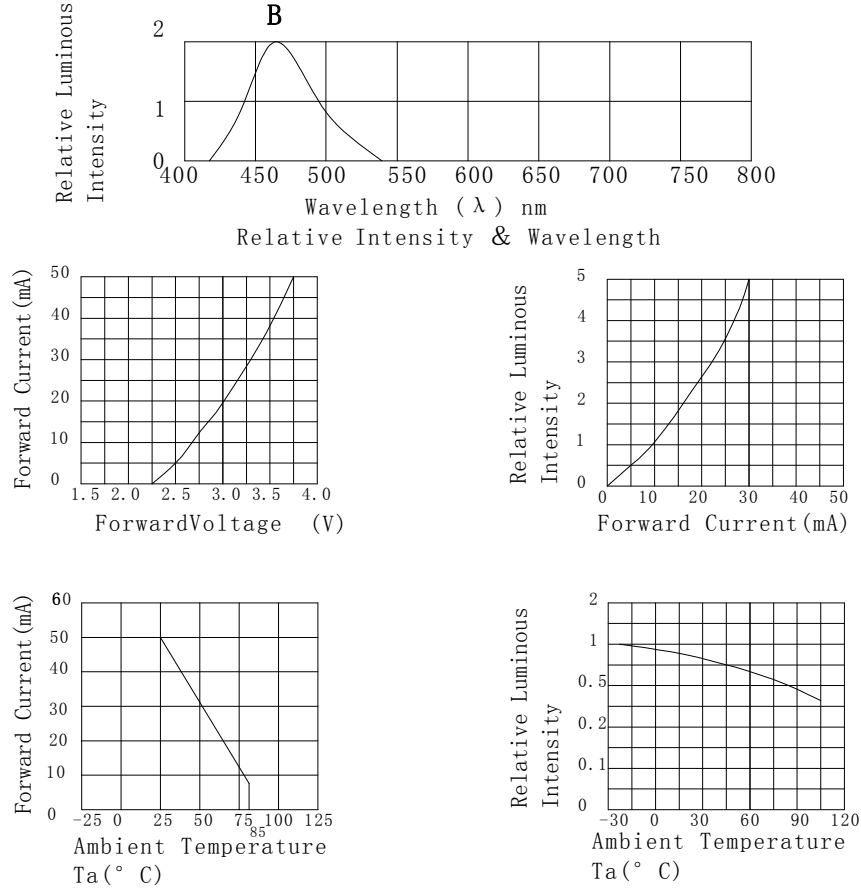 B
Relative Luminous
Intensity
2
1
0
400 450 500 550 600 650 700 750 800
Wavelength (λ) nm
Relative Intensity & Wavelength
Forward Current(mA)
50
40
30
20
10
0
1.5 2.0 2.5 3.0 3.5 4.0
ForwardVoltage (V)
Relative Luminous
Intensity
5
4
3
2
1
0
0 10 20 30 40 50
Forward Current(mA)
Forward Current(mA)
60
50
40
30
20
10
0
-25 0 25 50 75 100 125
85
Ambient Temperature
Ta(° C)
Relative Luminous
Intensity
2
1
0.5
0.2
0.1
0
-30 0 30 60 90 120
Ambient Temperature
Ta(° C)